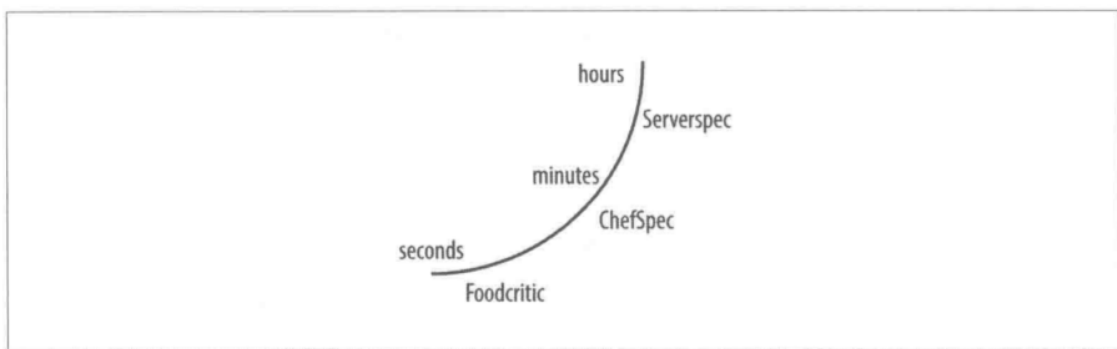 hours
Serverspec
minutes
ChefSpec
seconds
Foodcritic